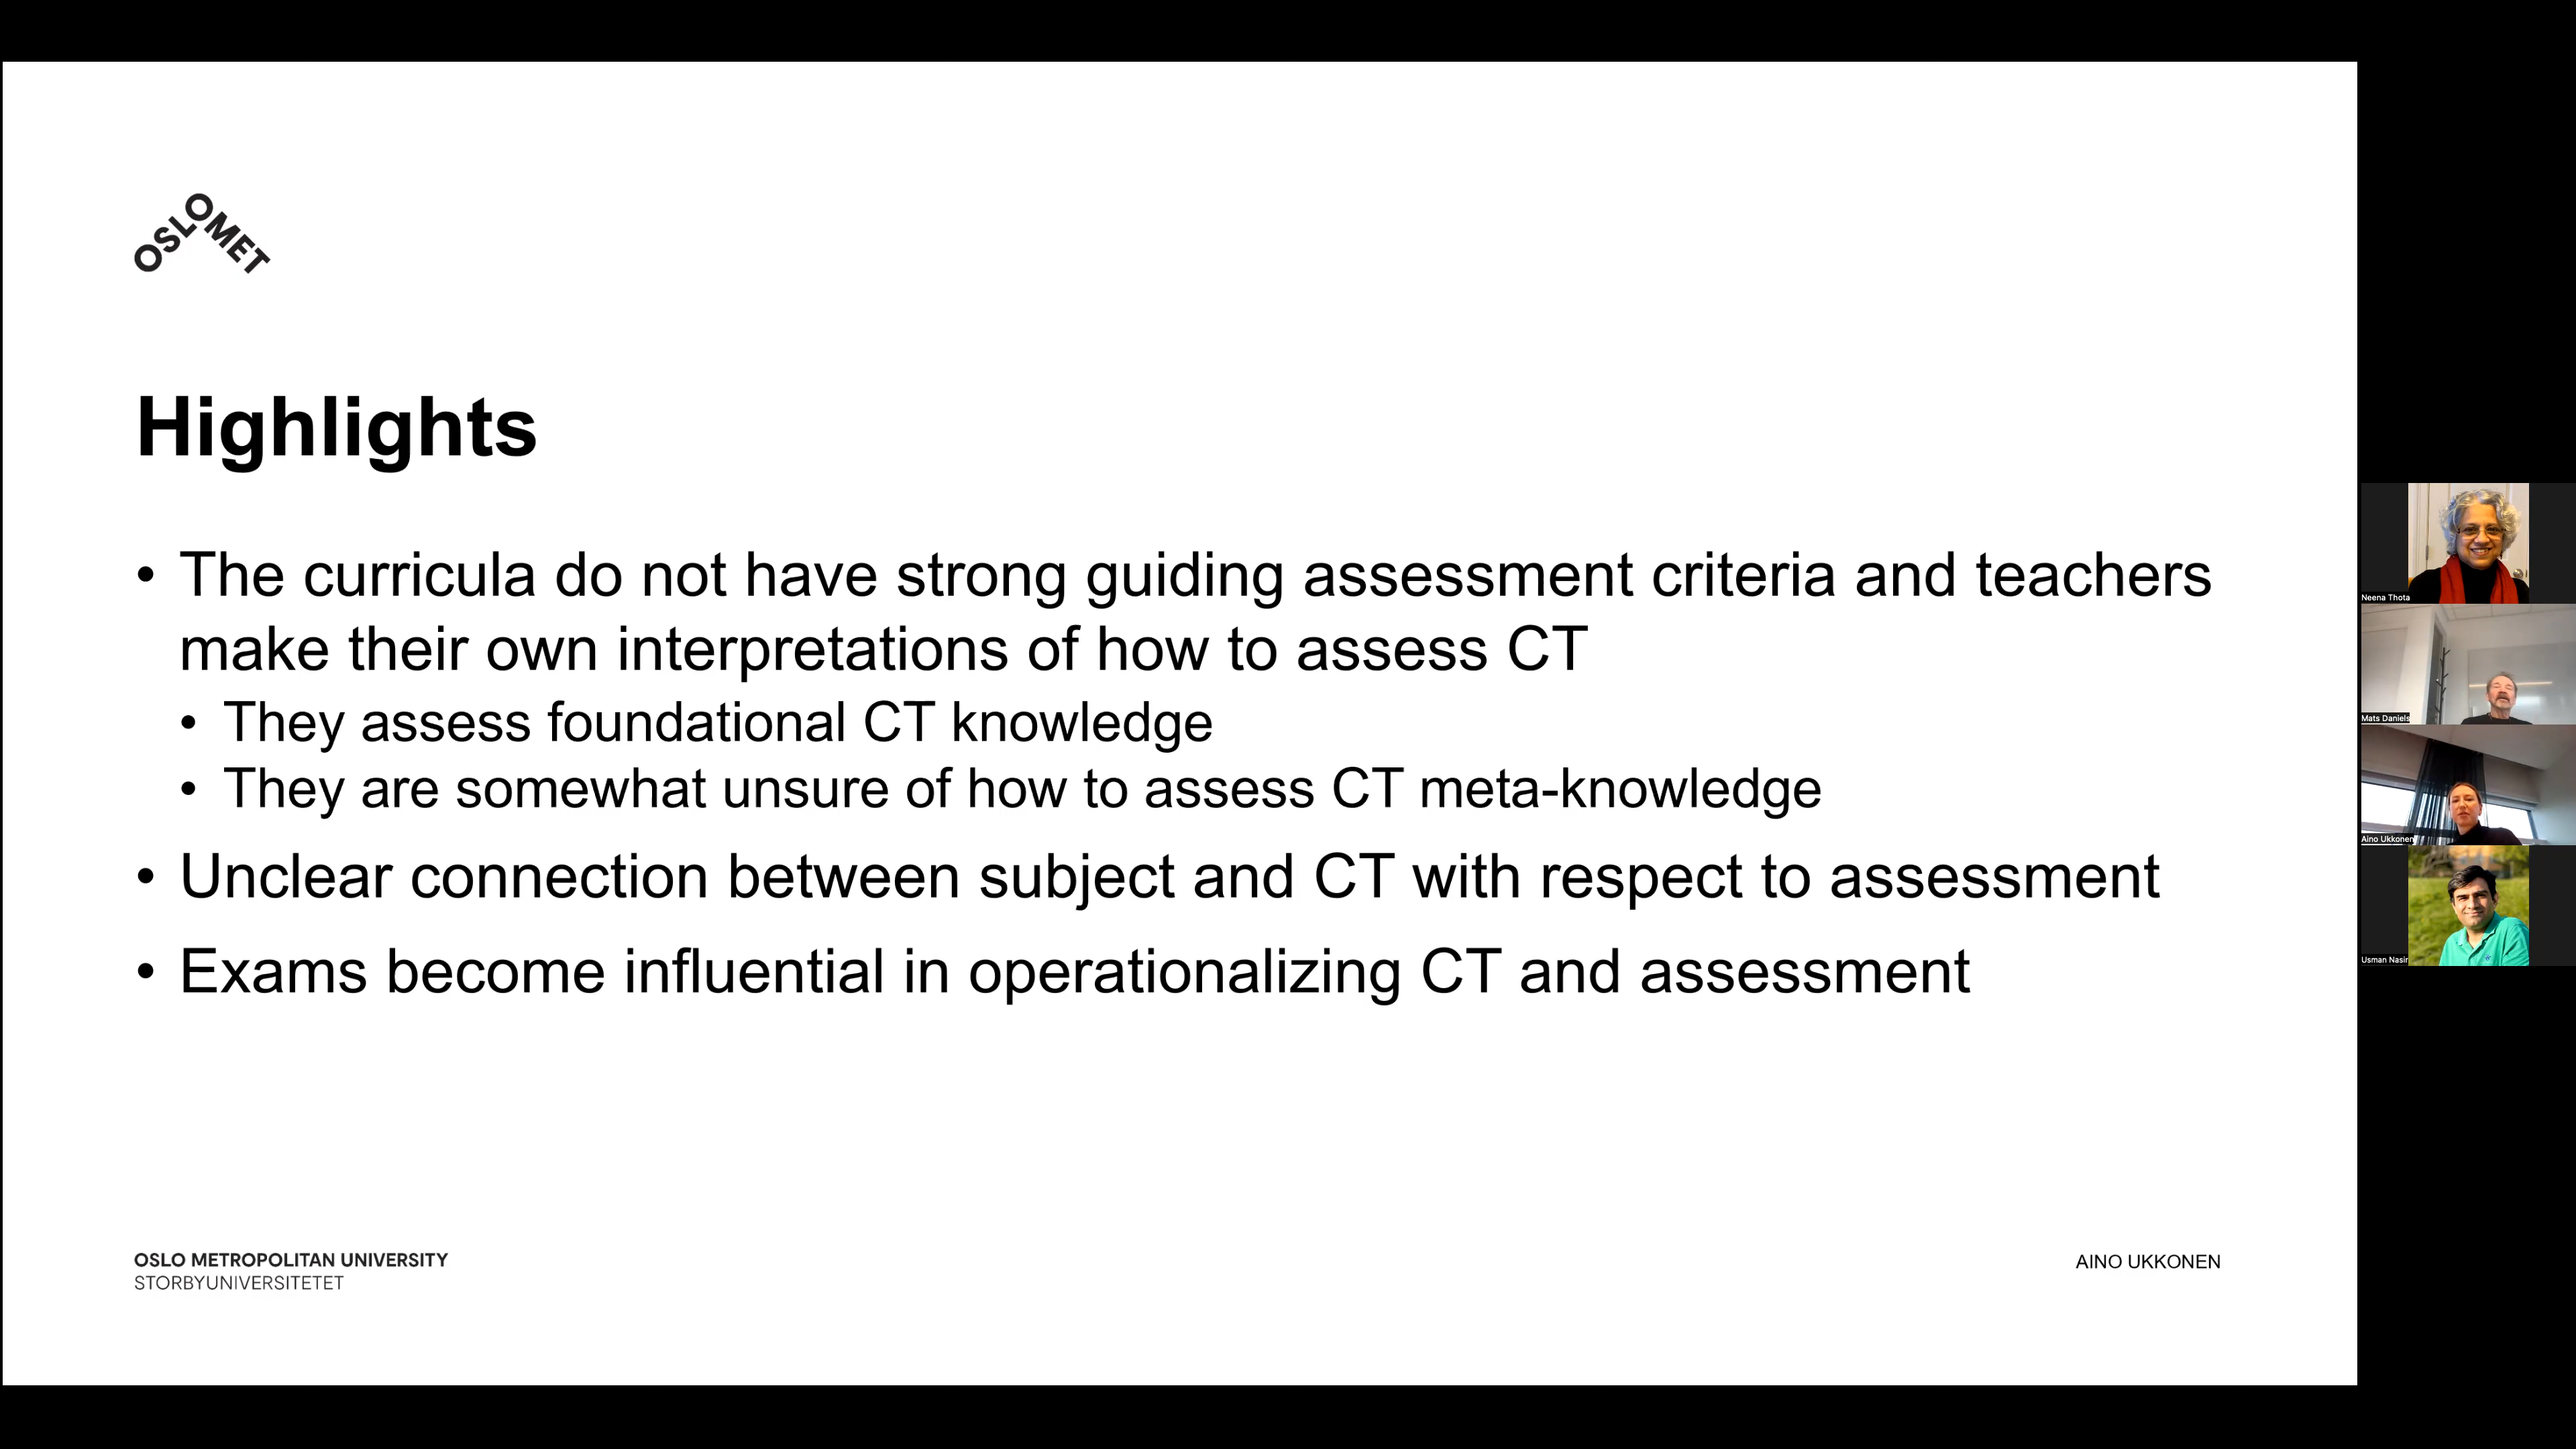 OSLOMET
Highlights
• The curricula do not have strong guiding assessment criteria and teachers
make their own interpretations of how to assess CT
• They assess foundational CT knowledge
• They are somewhat unsure of how to assess CT meta-knowledge
• Unclear connection between subject and CT with respect to assessment
• Exams become influential in operationalizing CT and assessment
OSLO METROPOLITAN UNIVERSITY
STORBYUNIVERSITETET
AINO UKKONEN
Neena Thota
Mats Daniels
Aino Ukkonen
Usman Nasir